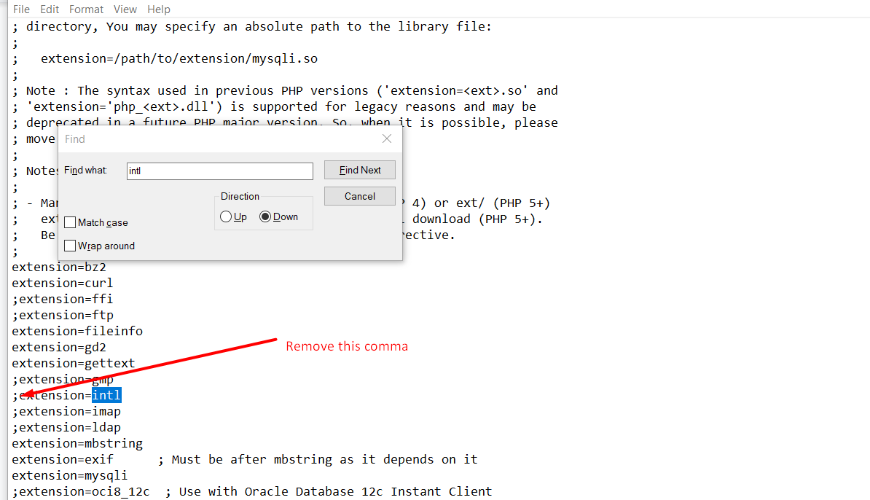 File Edit Format View Help
; directory, You may specify an absolute path to the library file:
;
;   extension=/path/to/extension/mysqli.so
;
; Note : The syntax used in previous PHP versions ('extension=<ext>.so' and
; 'extension='php_<ext>.dll') is supported for legacy reasons and may be
; deprecated in a future PHP major version. So, when it is possible, please
; move
;
; Notes
;
; - Ma P 4) or ext/ (PHP 5+)
;   ex l download (PHP 5+).
;   Be rective.
;
Find
Find what:
intl
Find Next
Cancel
Direction
Up Down
Match case
Wrap around
extension=bz2
extension=curl
;extension=ffi
;extension=ftp
extension=fileinfo
extension=gd2
extension=gettext
;extension=gmp
;extension=intl
;extension=imap
;extension=ldap
extension=mbstring
extension=exif      ; Must be after mbstring as it depends on it
extension=mysqli
;extension=oci8_12c  ; Use with Oracle Database 12c Instant Client
Remove this comma